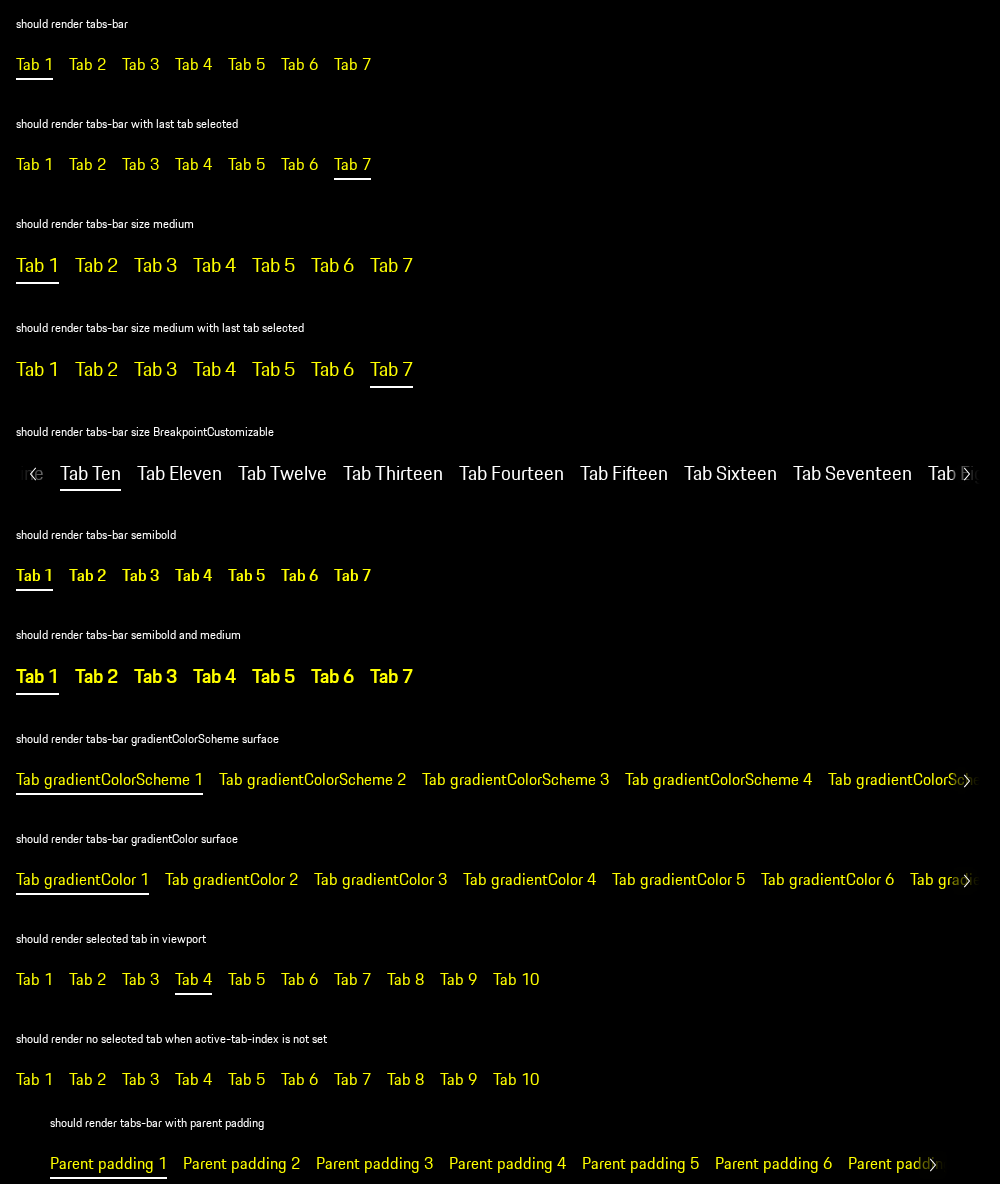 should render tabs-bar
Tab 1 Tab 2 Tab 3 Tab 4 Tab 5 Tab 6 Tab 7
should render tabs-bar with last tab selected
Tab 1 Tab 2 Tab 3 Tab 4 Tab 5 Tab 6 Tab 7
should render tabs-bar size medium
Tab 1 Tab 2 Tab 3 Tab 4 Tab 5 Tab 6 Tab 7
should render tabs-bar size medium with last tab selected
Tab 1 Tab 2 Tab 3 Tab 4 Tab 5 Tab 6 Tab 7
should render tabs-bar size BreakpointCustomizable
Tab Ten Tab Eleven Tab Twelve Tab Thirteen Tab Fourteen Tab Fifteen Tab Sixteen Tab Seventeen Tab
should render tabs-bar semibold
Tab 1 Tab 2 Tab 3 Tab 4 Tab 5 Tab 6 Tab 7
should render tabs-bar semibold and medium
Tab 1 Tab 2 Tab 3 Tab 4 Tab 5 Tab 6 Tab 7
should render tabs-bar gradientColorScheme surface
Tab gradientColorScheme 1 Tab gradientColorScheme 2 Tab gradientColorScheme 3 Tab gradientColorScheme 4 Tab gradientColorSch
should render tabs-bar gradientColor surface
Tab gradientColor 1 Tab gradientColor 2 Tab gradientColor 3 Tab gradientColor 4 Tab gradientColor 5 Tab gradientColor 6 Tab gradie
should render selected tab in viewport
Tab 1 Tab 2 Tab 3 Tab 4 Tab 5 Tab 6 Tab 7 Tab 8 Tab 9 Tab 10
should render no selected tab when active-tab-index is not set
Tab 1 Tab 2 Tab 3 Tab 4 Tab 5 Tab 6 Tab 7 Tab 8 Tab 9 Tab 10
should render tabs-bar with parent padding
Parent padding 1 Parent padding 2 Parent padding 3 Parent padding 4 Parent padding 5 Parent padding 6 Parent paddin